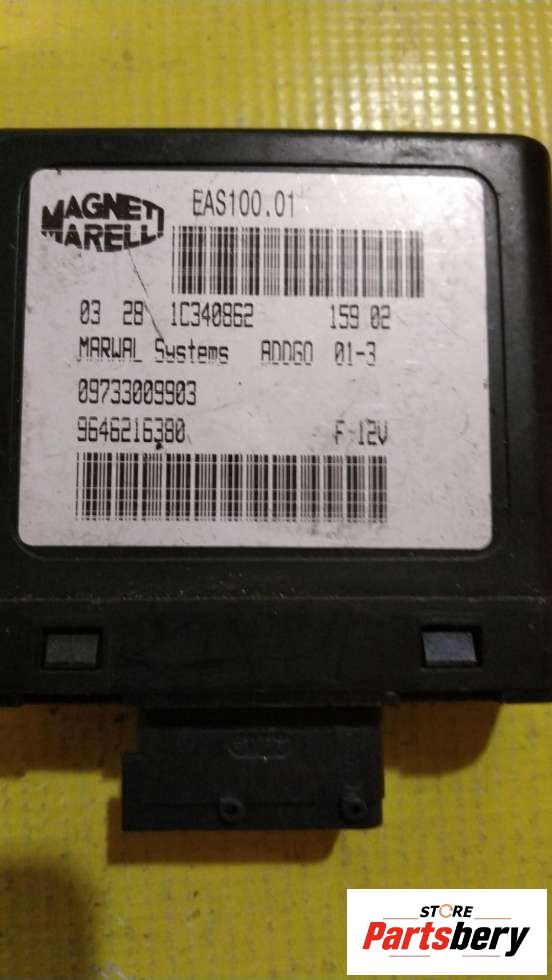 MAGNETI
MARELLI
EAS100.01
03 28 1C340862 159 02
MARWAL Systems ADDGO 01-3
09733009903
9646216380 F-12V
STORE
Partsbery